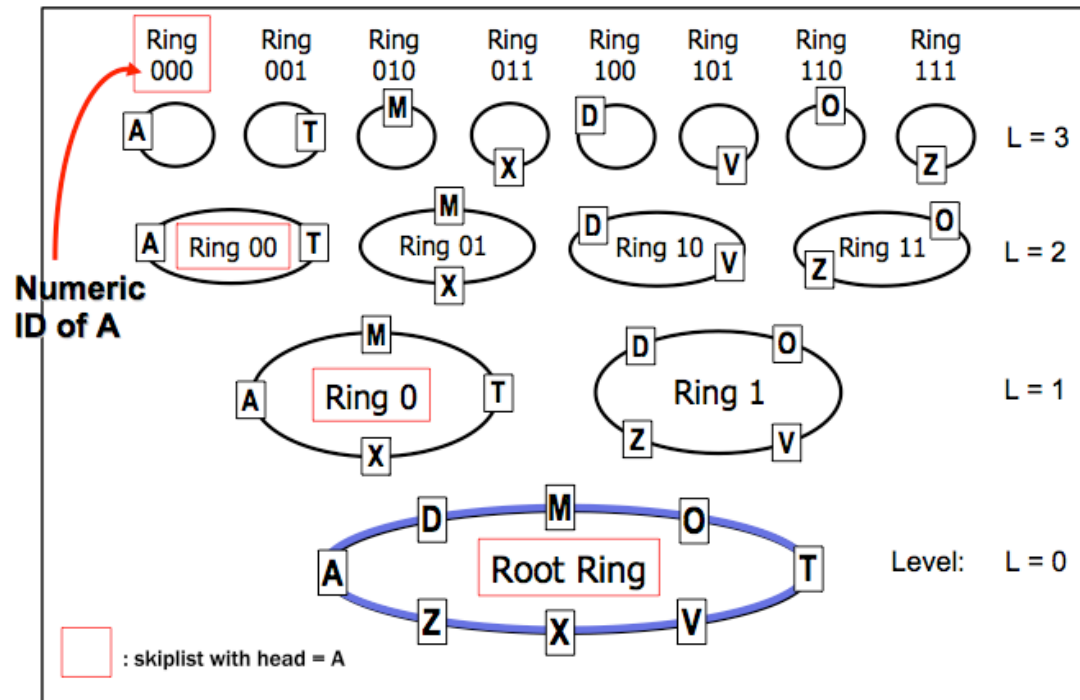 Ring Ring Ring Ring Ring Ring Ring Ring
000 001 010 011 100 101 110 111
A T M X D V O Z L = 3
A Ring 00 T
M
Ring 01
X
D
Ring 10
V
O
Ring 11
Z
L = 2
Numeric
ID of A
M
A Ring 0 T
X
D O
Ring 1
Z V
L = 1
D M O
A Root Ring T
Z X V
Level: L = 0
: skiplist with head = A